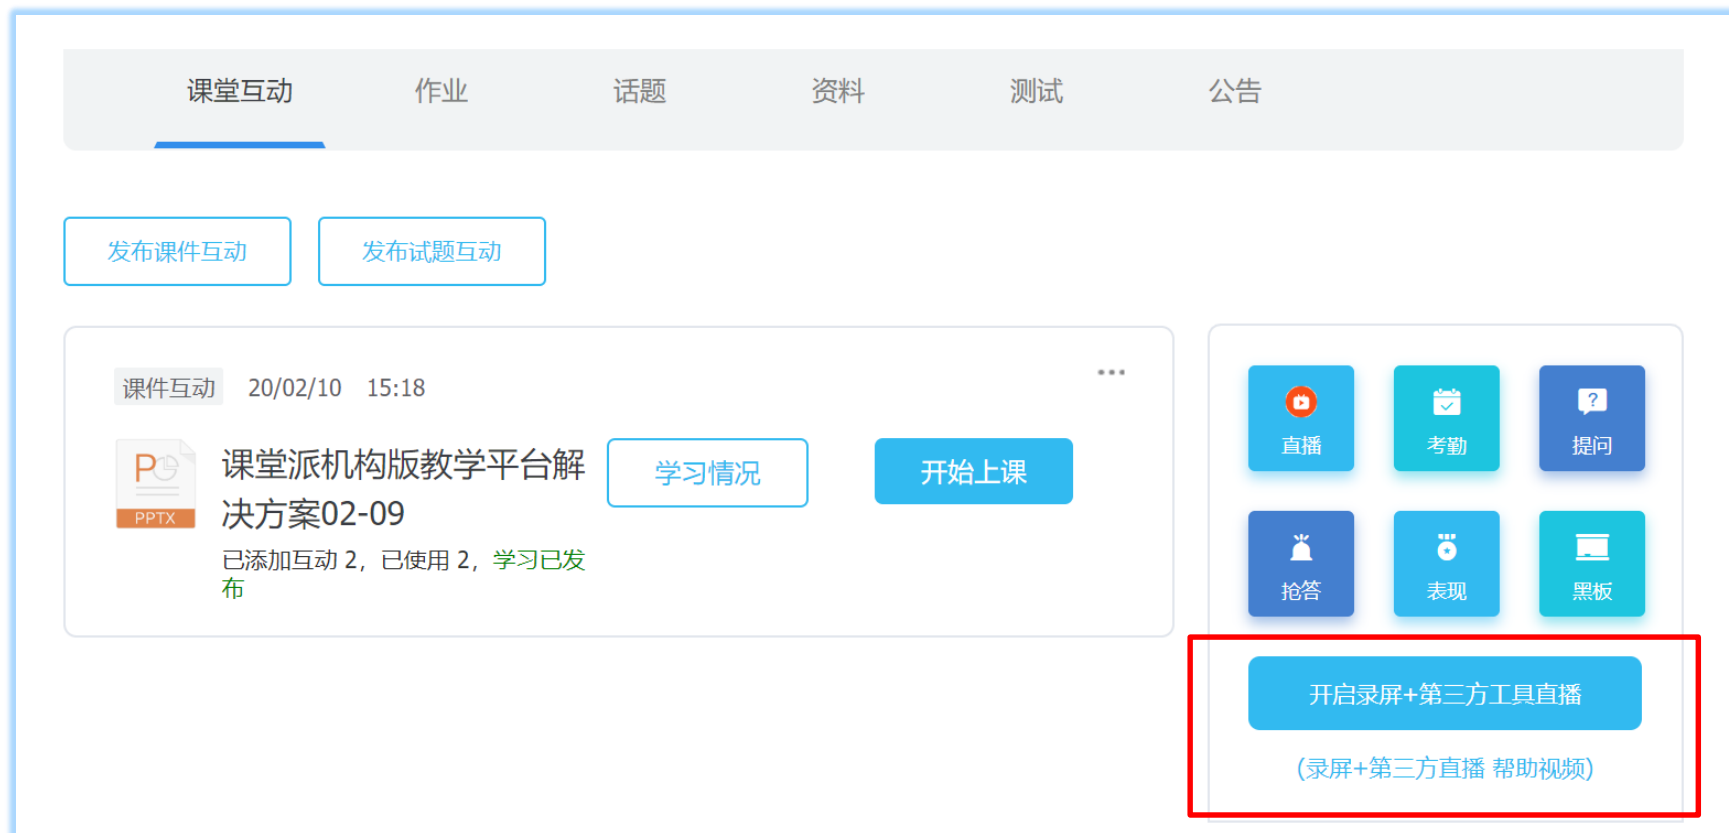 课堂互动 作业 话题 资料 测试 公告
发布课件互动 发布试题互动
课件互动 20/02/10 15:18
PPTX
课堂派机构版教学平台解
决方案02-09
已添加互动 2，已使用 2，学习已发
布
学习情况 开始上课
直播 考勤 提问
抢答 表现 黑板
开启录屏+第三方工具直播
(录屏+第三方直播 帮助视频)